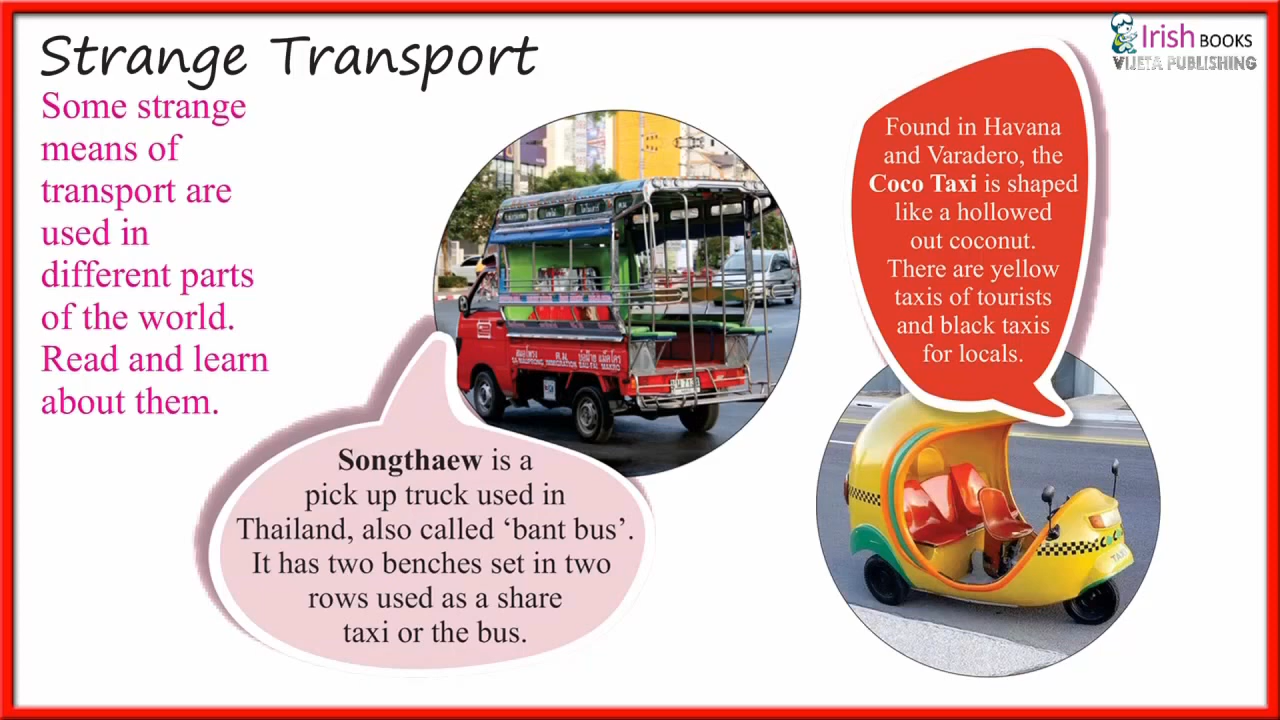 Strange Transport
Some strange
means of
transport are
used in
different parts
of the world.
Read and learn
about them.
Irish BOOKS
VIJETA PUBLISHING
Songthaew is a
pick up truck used in
Thailand, also called ‘bant bus’.
It has two benches set in two
rows used as a share
taxi or the bus.
Found in Havana
and Varadero, the
Coco Taxi is shaped
like a hollowed
out coconut.
There are yellow
taxis of tourists
and black taxis
for locals.
TAXI